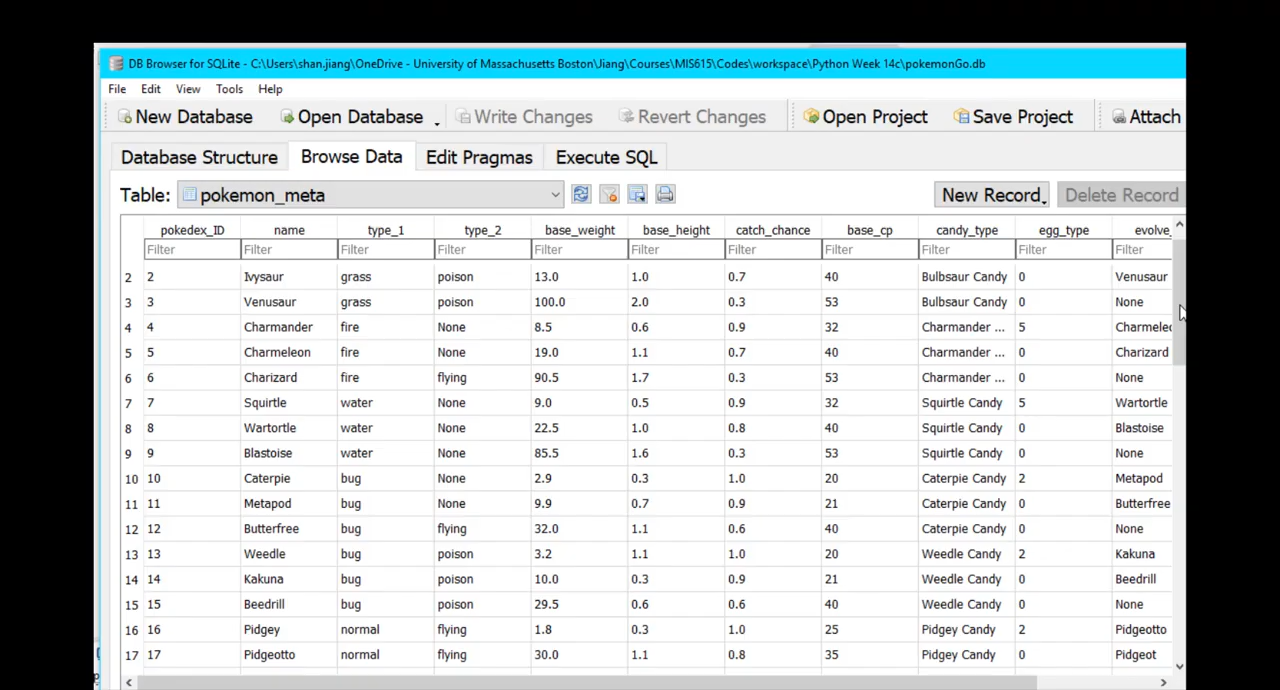 DB Browser for SQLite - C:\Users\shan.jiang\OneDrive - University of Massachusetts Boston\Jiang\Courses\MIS615\Codes\workspace\Python Week 14c\pokemonGo.db
File Edit View Tools Help
New Database Open Database Write Changes Revert Changes Open Project Save Project Attach
Database Structure Browse Data Edit Pragmas Execute SQL
Table: pokemon_meta New Record Delete Record
pokedex_ID name type_1 type_2 base_weight base_height catch_chance base_cp candy_type egg_type evolve_
Filter Filter Filter Filter Filter Filter Filter Filter Filter Filter Filter
2 2 Ivysaur grass poison 13.0 1.0 0.7 40 Bulbsaur Candy 0 Venusaur
3 3 Venusaur grass poison 100.0 2.0 0.3 53 Bulbsaur Candy 0 None
4 4 Charmander fire None 8.5 0.6 0.9 32 Charmander ... 5 Charmelec
5 5 Charmeleon fire None 19.0 1.1 0.7 40 Charmander ... 0 Charizard
6 6 Charizard fire flying 90.5 1.7 0.3 53 Charmander ... 0 None
7 7 Squirtle water None 9.0 0.5 0.9 32 Squirtle Candy 5 Wartortle
8 8 Wartortle water None 22.5 1.0 0.8 40 Squirtle Candy 0 Blastoise
9 9 Blastoise water None 85.5 1.6 0.3 53 Squirtle Candy 0 None
10 10 Caterpie bug None 2.9 0.3 1.0 20 Caterpie Candy 2 Metapod
11 11 Metapod bug None 9.9 0.7 0.9 21 Caterpie Candy 0 Butterfree
12 12 Butterfree bug flying 32.0 1.1 0.6 40 Caterpie Candy 0 None
13 13 Weedle bug poison 3.2 1.1 1.0 20 Weedle Candy 2 Kakuna
14 14 Kakuna bug poison 10.0 0.3 0.9 21 Weedle Candy 0 Beedrill
15 15 Beedrill bug poison 29.5 0.6 0.6 40 Weedle Candy 0 None
16 16 Pidgey normal flying 1.8 0.3 1.0 25 Pidgey Candy 2 Pidgeotto
17 17 Pidgeotto normal flying 30.0 1.1 0.8 35 Pidgey Candy 0 Pidgeot